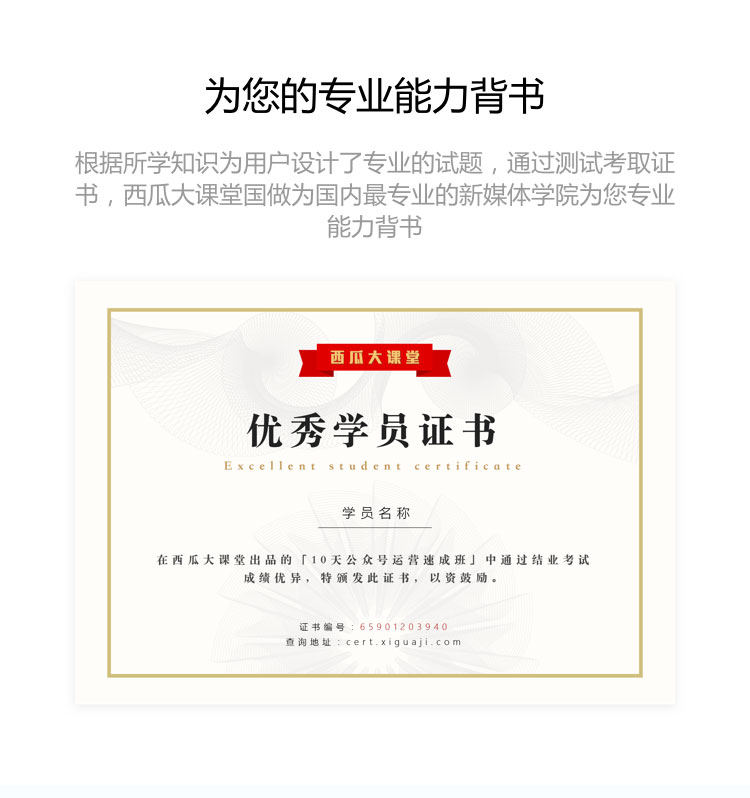 为您的专业能力背书
根据所学知识为用户设计了专业的试题，通过测试考取证
书，西瓜大课堂国做为国内最专业的新媒体学院为您专业
能力背书
西瓜大课堂
优秀学员证书
Excellent student certificate
学员名称
在西瓜大课堂出品的「10天公众号运营速成班」中通过结业考试
成绩优异，特颁发此证书，以资鼓励。
证书编号：65901203940
查询地址：cert.xiguaji.com